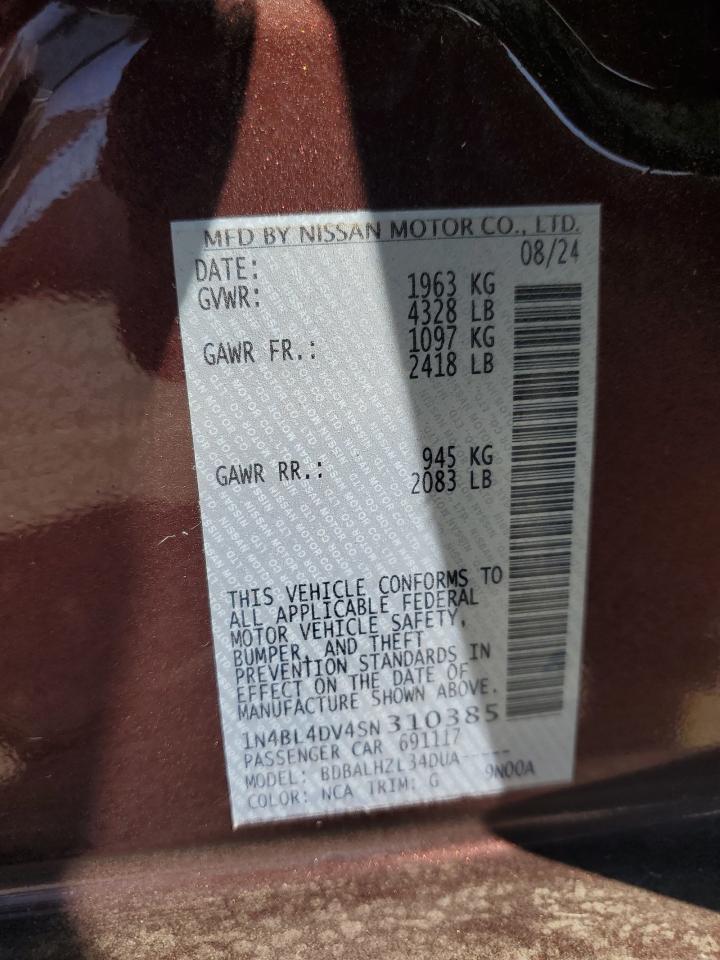 MFD BY NISSAN MOTOR CO., LTD.
DATE: 08/24
GVWR: 1963 KG
4328 LB
GAWR FR.: 1097 KG
2418 LB
GAWR RR.: 945 KG
2083 LB
THIS VEHICLE CONFORMS TO
ALL APPLICABLE FEDERAL
MOTOR VEHICLE SAFETY,
BUMPER, AND THEFT
PREVENTION STANDARDS IN
EFFECT ON THE DATE OF
MANUFACTURE SHOWN ABOVE.
1N4BL4DV4SN310385
PASSENGER CAR 691117
MODEL: BDBALHZL34DUA-----
COLOR: NCA TRIM: G 9N00A